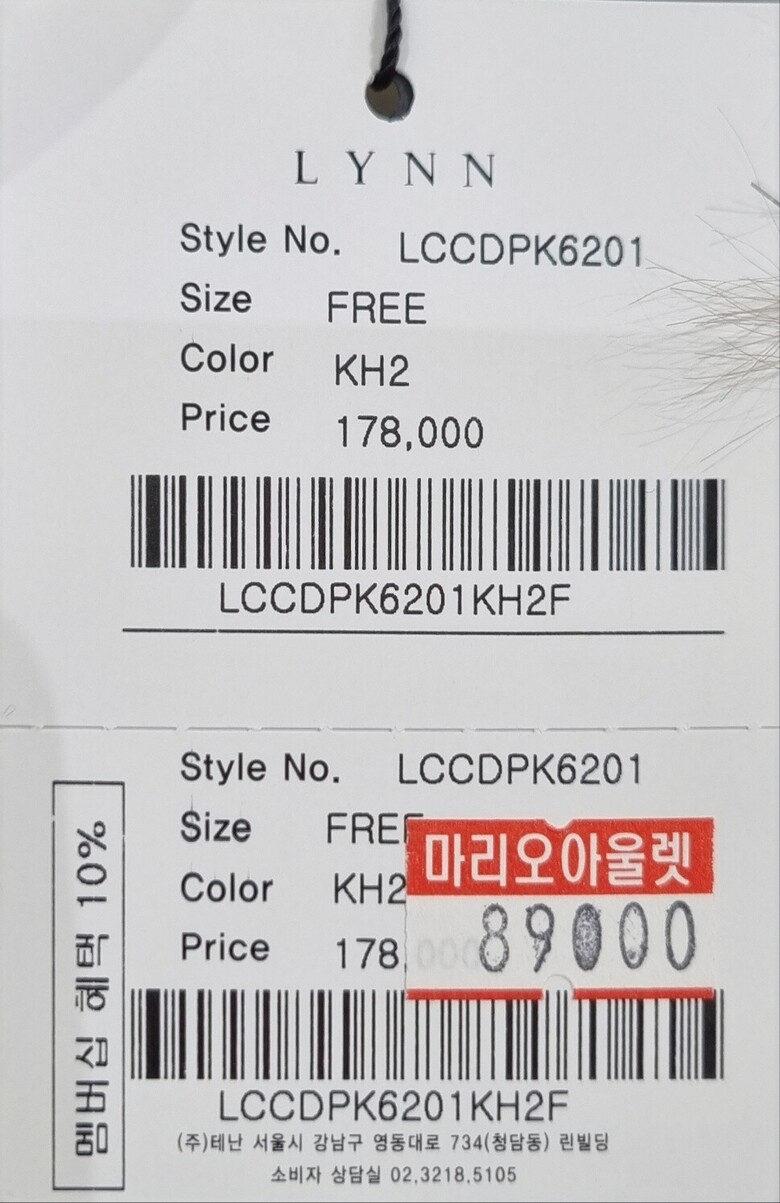 LYNN
Style No. LCCDPK6201
Size FREE
Color KH2
Price 178,000
LCCDPK6201KH2F
Style No. LCCDPK6201
Size FREE
마리오아울렛
Color KH2
89000
Price 178,000
멤버십 혜택 10%
LCCDPK6201KH2F
(주)테난 서울시 강남구 영동대로 734(청담동) 린빌딩
소비자 상담실 02.3218.5105